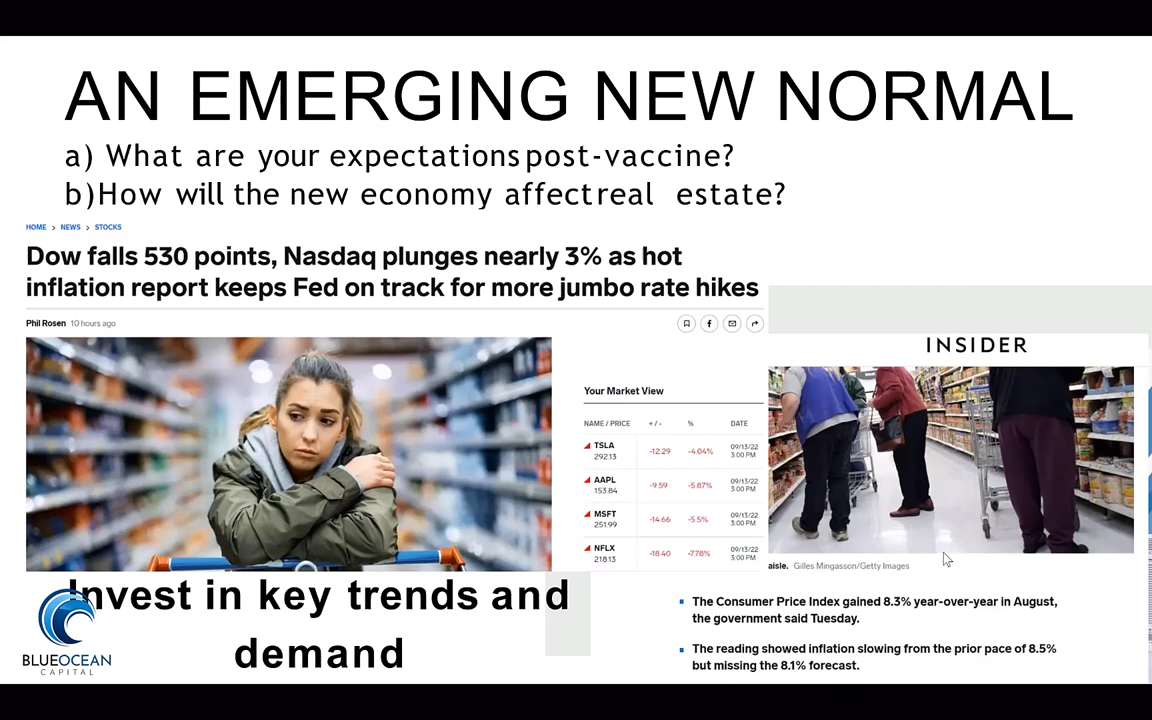 AN EMERGING NEW NORMAL
a) What are your expectations post-vaccine?
b)How will the new economy affect real estate?
HOME > NEWS > STOCKS
Dow falls 530 points, Nasdaq plunges nearly 3% as hot
inflation report keeps Fed on track for more jumbo rate hikes
Phil Rosen 10 hours ago
INSIDER
Your Market View
NAME / PRICE + / - % DATE
TSLA 292.13 -12.29 -4.04% 09/13/22 3:00 PM
AAPL 153.84 -9.59 -5.87% 09/13/22 3:00 PM
MSFT 251.99 -14.66 -5.5% 09/13/22 3:00 PM
NFLX 218.13 -18.40 -7.78% 09/13/22 3:00 PM
aisle. Gilles Mingasson/Getty Images
Invest in key trends and
demand
BLUEOCEAN
CAPITAL
The Consumer Price Index gained 8.3% year-over-year in August,
the government said Tuesday.
The reading showed inflation slowing from the prior pace of 8.5%
but missing the 8.1% forecast.